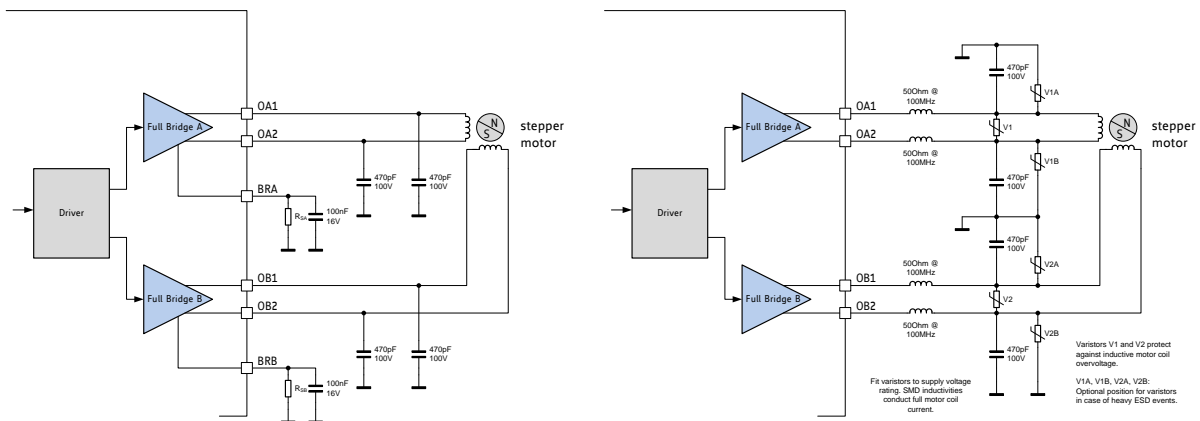 OA1
Full Bridge A
OA2
N
S
stepper
motor
470pF
100V
470pF
100V
BRA
RSA
100nF
16V
Driver
OB1
Full Bridge B
OB2
470pF
100V
470pF
100V
BRB
RSB
100nF
16V
470pF
100V
V1A
50Ohm @
100MHz
OA1
Full Bridge A
V1
N
S
stepper
motor
OA2
50Ohm @
100MHz
V1B
470pF
100V
Driver
470pF
100V
V2A
50Ohm @
100MHz
OB1
Full Bridge B
V2
OB2
50Ohm @
100MHz
V2B
470pF
100V
Fit varistors to supply voltage
rating. SMD inductivities
conduct full motor coil
current.
Varistors V1 and V2 protect
against inductive motor coil
overvoltage.
V1A, V1B, V2A, V2B:
Optional position for varistors
in case of heavy ESD events.